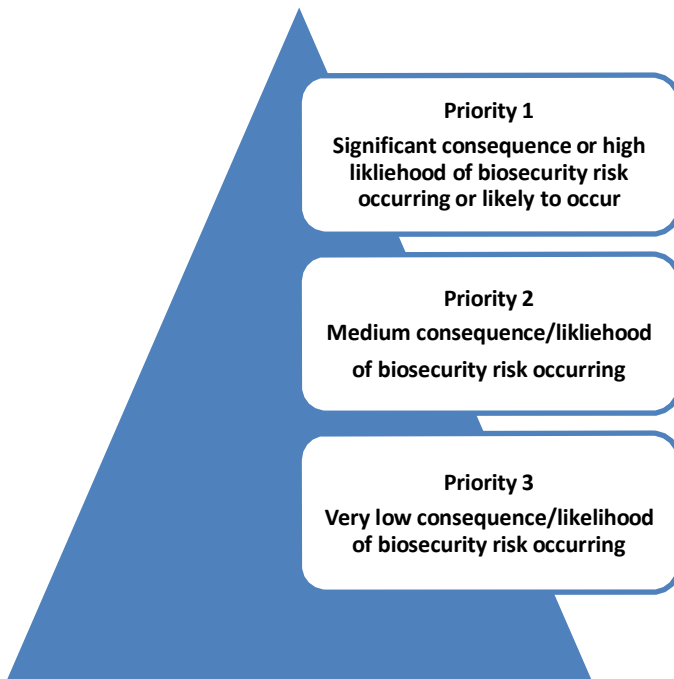 Priority 1
Significant consequence or high
likliehood of biosecurity risk
occurring or likely to occur
Priority 2
Medium consequence/likliehood
of biosecurity risk occurring
Priority 3
Very low consequence/likelihood
of biosecurity risk occurring